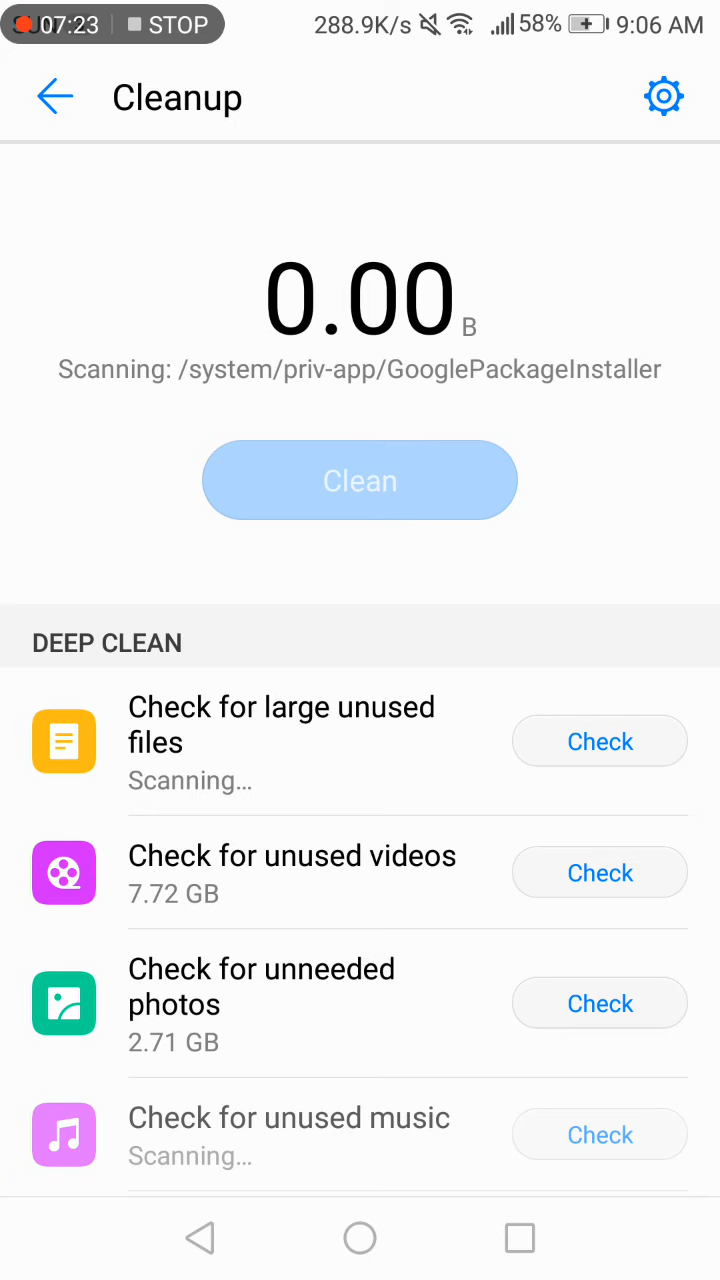 07:23 STOP 288.9K/s 58% 9:06 AM
Cleanup
0.00 B
Scanning: /system/priv-app/GooglePackageInstaller
Clean
DEEP CLEAN
Check for large unused
files
Scanning...
Check
Check for unused videos
7.72 GB
Check
Check for unneeded
photos
2.71 GB
Check
Check for unused music
Scanning...
Check